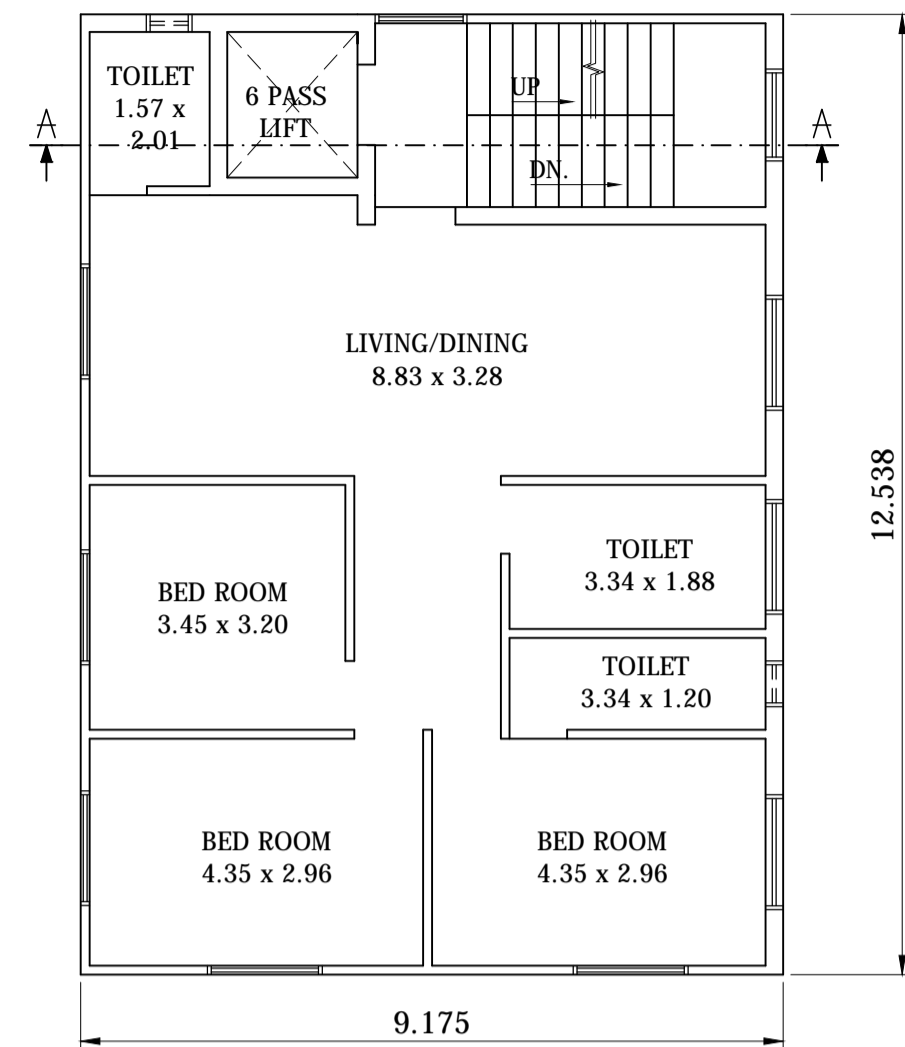 TOILET
1.57 x
2.01
6 PASS
LIFT
UP
DN.
A
A
LIVING/DINING
8.83 x 3.28
12.538
TOILET
3.34 x 1.88
BED ROOM
3.45 x 3.20
TOILET
3.34 x 1.20
BED ROOM
4.35 x 2.96
BED ROOM
4.35 x 2.96
9.175